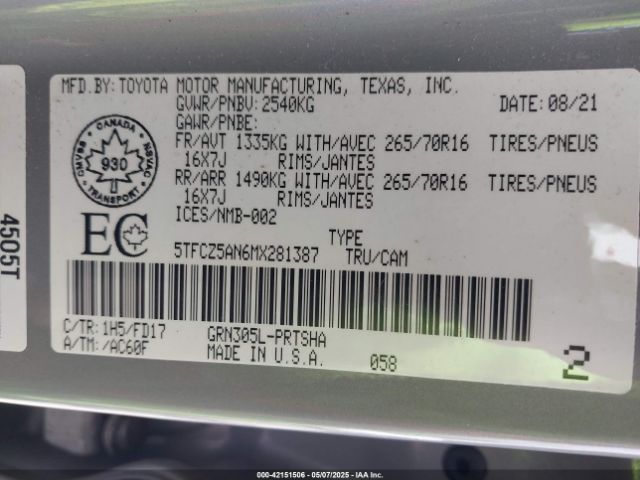 MFD.BY: TOYOTA MOTOR MANUFACTURING, TEXAS, INC.
GVWR/PNBV: 2540KG DATE: 08/21
GAWR/PNBE:
FR/AVT 1335KG WITH/AVEC 265/70R16 TIRES/PNEUS
16X7J RIMS/JANTES
RR/ARR 1490KG WITH/AVEC 265/70R16 TIRES/PNEUS
16X7J RIMS/JANTES
ICES/NMB-002
CANADA
CMVSS 930 NSVAC
TRANSPORT
EC
TYPE
5TFCZ5AN6MX281387 TRU/CAM
C/TR: 1H5/FD17 GRN305L-PRTSHA
A/TM: /AC60F MADE IN U.S.A. 058 2
4505T
000-42151506 - 05/07/2025 - IAA Inc.